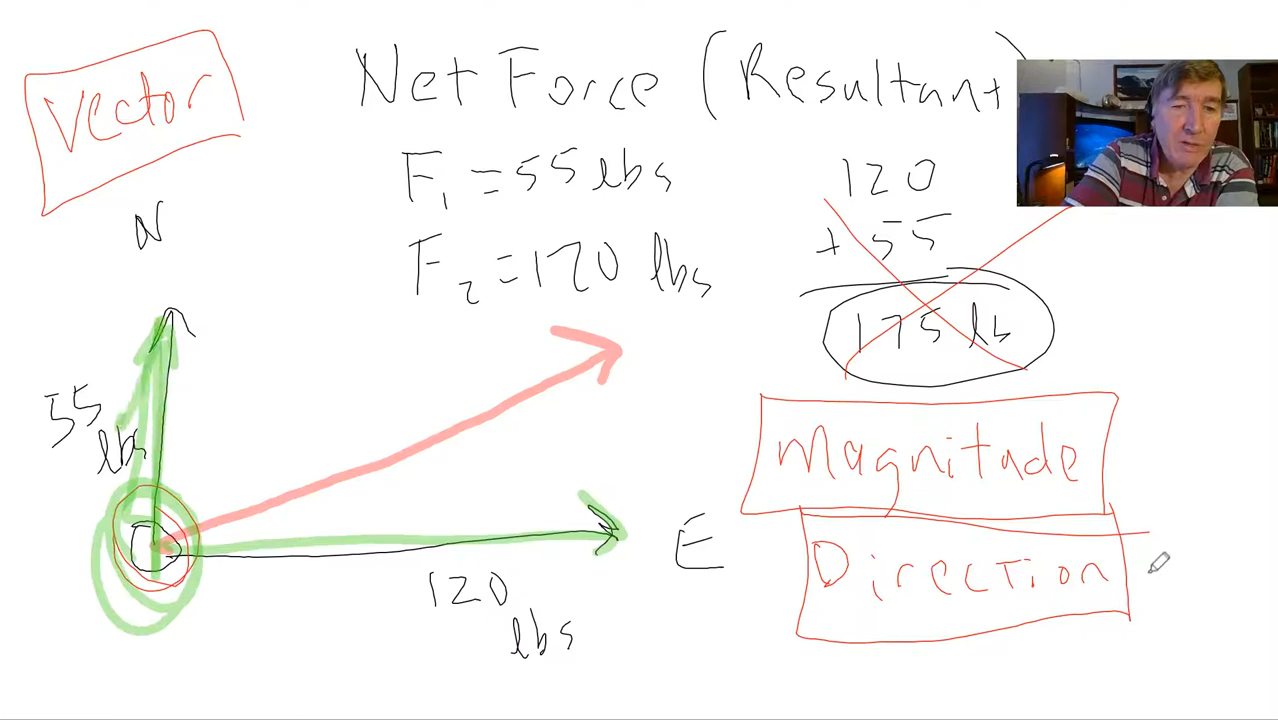 Vector
Net Force (Resultant)
F1 = 55 lbs
F2 = 120 lbs
120
+ 55
175 lb
N
55
lbs
E
120
lbs
Magnitude
Direction